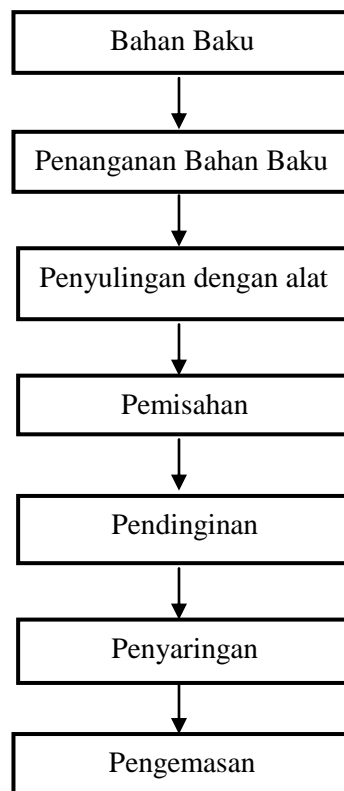 Bahan Baku
Penanganan Bahan Baku
Penyulingan dengan alat
Pemisahan
Pendinginan
Penyaringan
Pengemasan